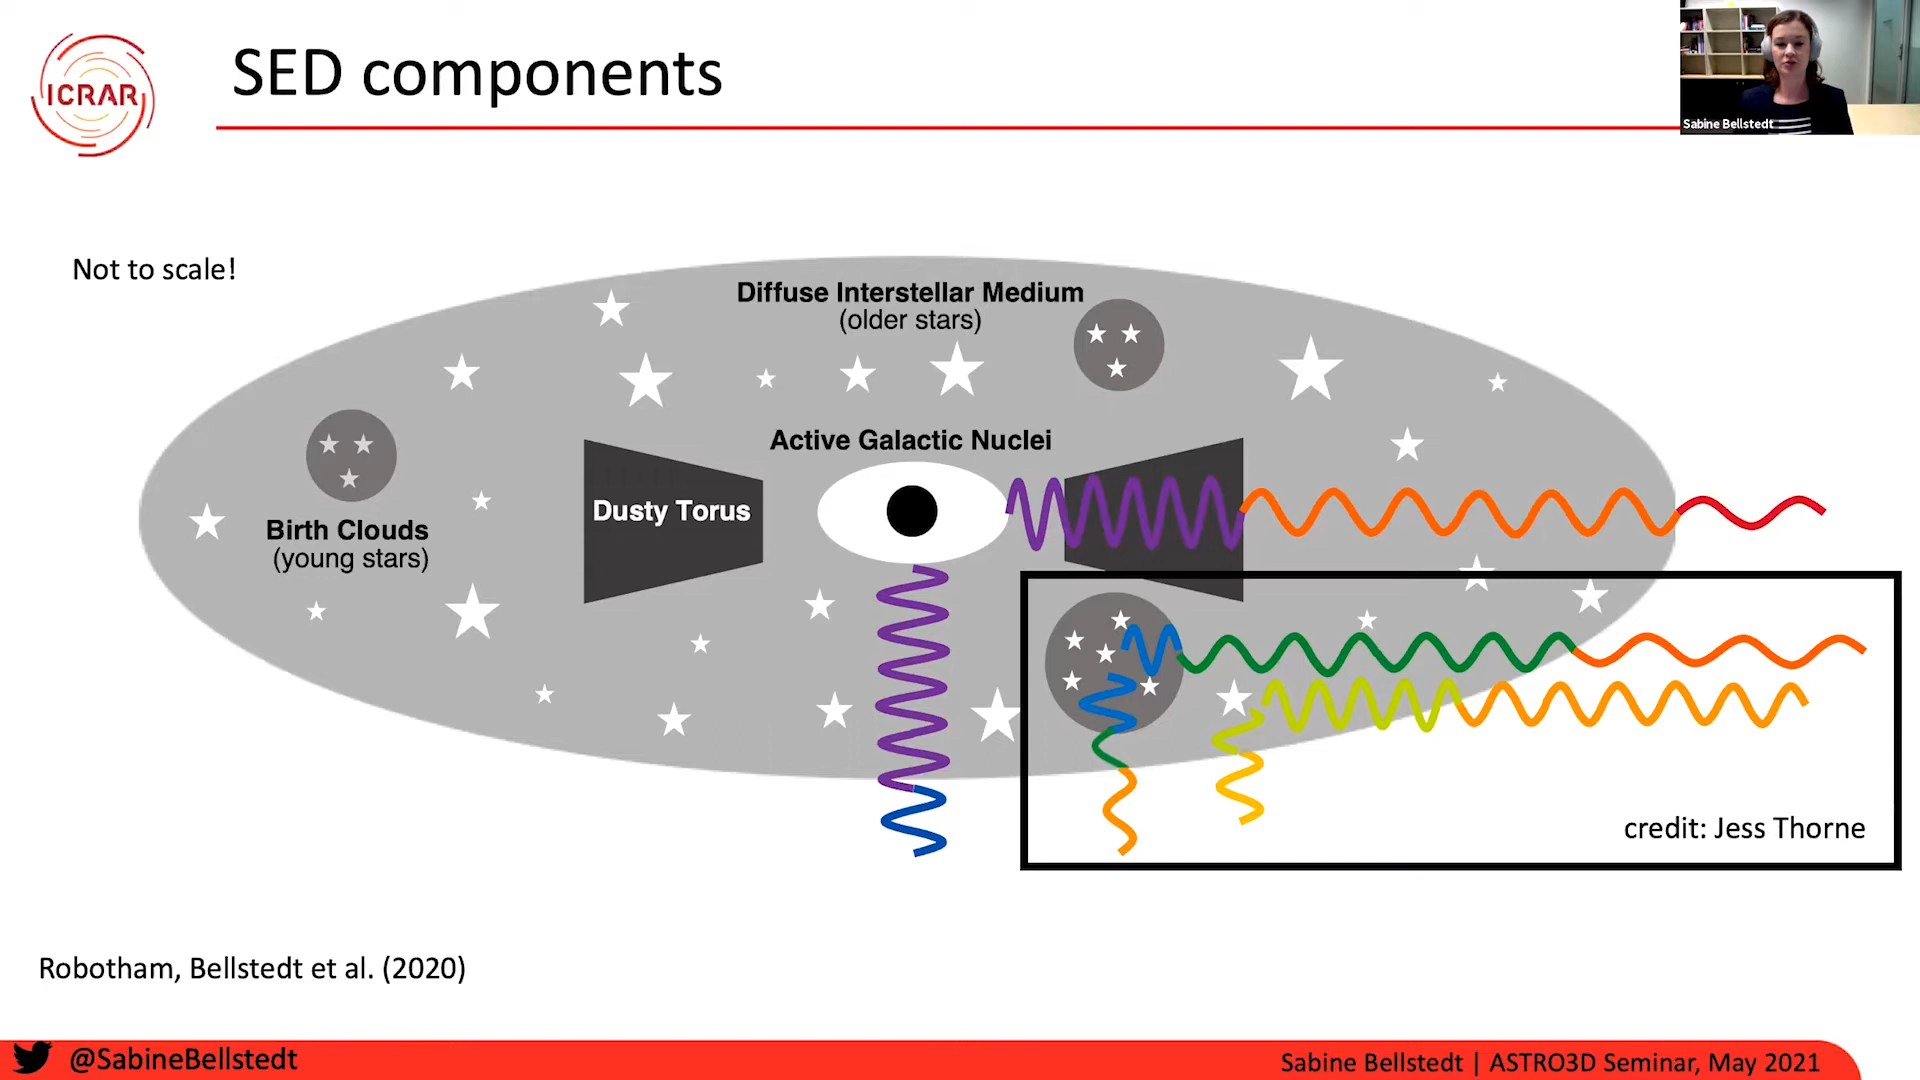 ICRAR
SED components
Sabine Bellstedt
Not to scale!
Diffuse Interstellar Medium
(older stars)
Active Galactic Nuclei
Dusty Torus
Birth Clouds
(young stars)
credit: Jess Thorne
Robotham, Bellstedt et al. (2020)
@SabineBellstedt
Sabine Bellstedt | ASTRO3D Seminar, May 2021